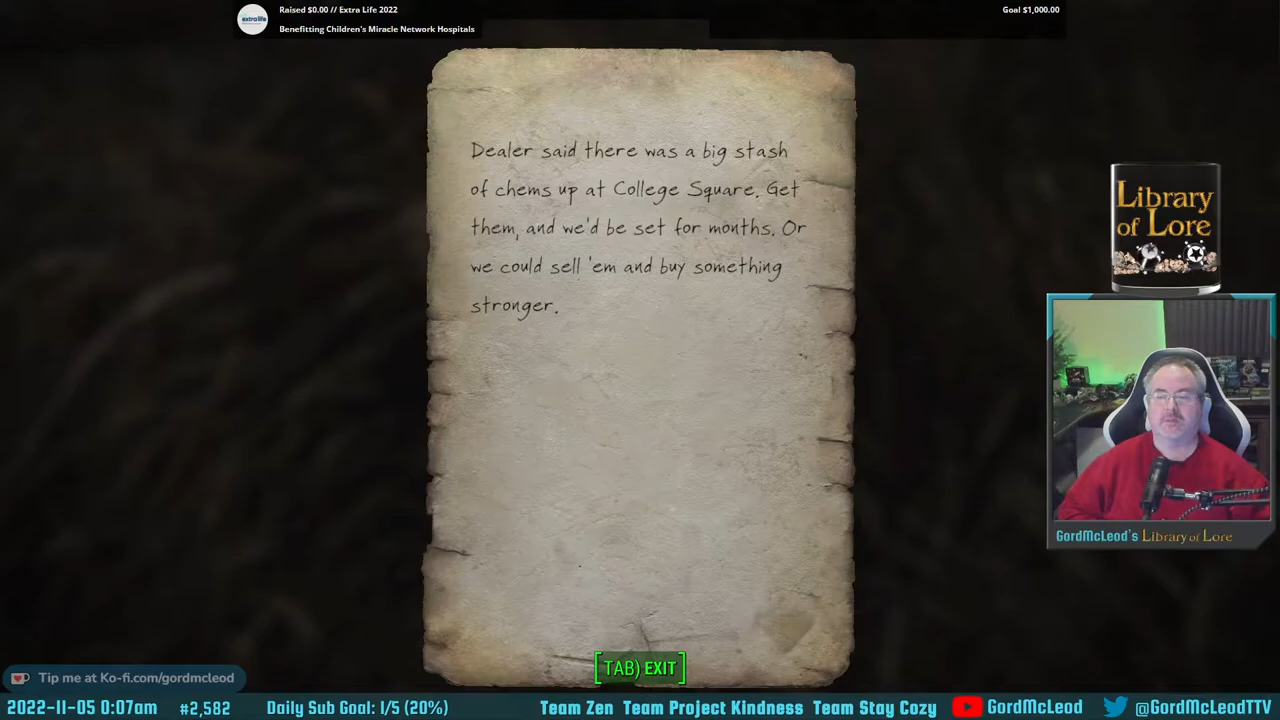 Raised $0.00 // Extra Life 2022
Goal $1,000.00
extralife
Benefitting Children's Miracle Network Hospitals
Dealer said there was a big stash
of chems up at College Square. Get
them, and we'd be set for months. Or
we could sell 'em and buy something
stronger.
Library
of Lore
GordMcLeod's Library of Lore
TAB) EXIT
Tip me at Ko-fi.com/gordmcleod
2022-11-05 0:07am #2,582 Daily Sub Goal: 1/5 (20%) Team Zen Team Project Kindness Team Stay Cozy GordMcLeod @GordMcLeodTTV